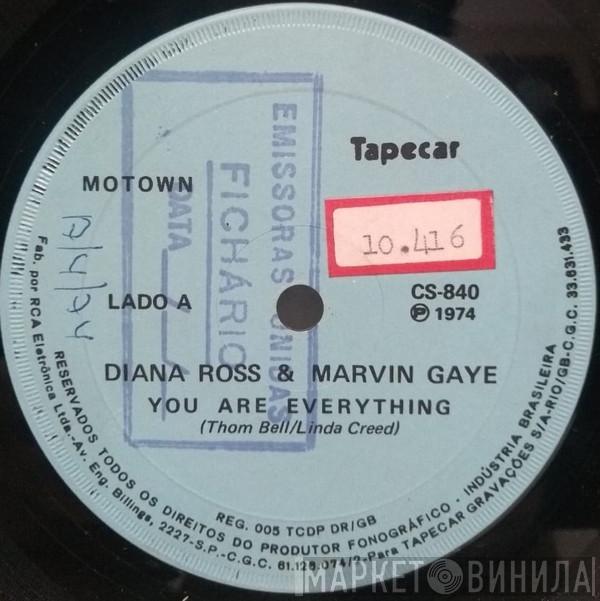 Tapecar
MOTOWN
10.416
LADO A
CS-840
℗ 1974
DIANA ROSS & MARVIN GAYE
YOU ARE EVERYTHING
(Thom Bell/Linda Creed)
REG. 005 TCDP DR/GB
RESERVADOS TODOS OS DIREITOS DO PRODUTOR FONOGRÁFICO - INDÚSTRIA BRASILEIRA
Fab. por RCA Eletrônica Ltda.-Av. Eng. Billings, 2227-S.P.-C.G.C. 61.128.074/2-Para TAPECAR GRAVAÇÕES S/A-RIO/GB-C.G.C. 33.631.433
EMISSORAS UNIDAS
FICHÁRIO
DATA / /
МАРКЕТ ВИНИЛА